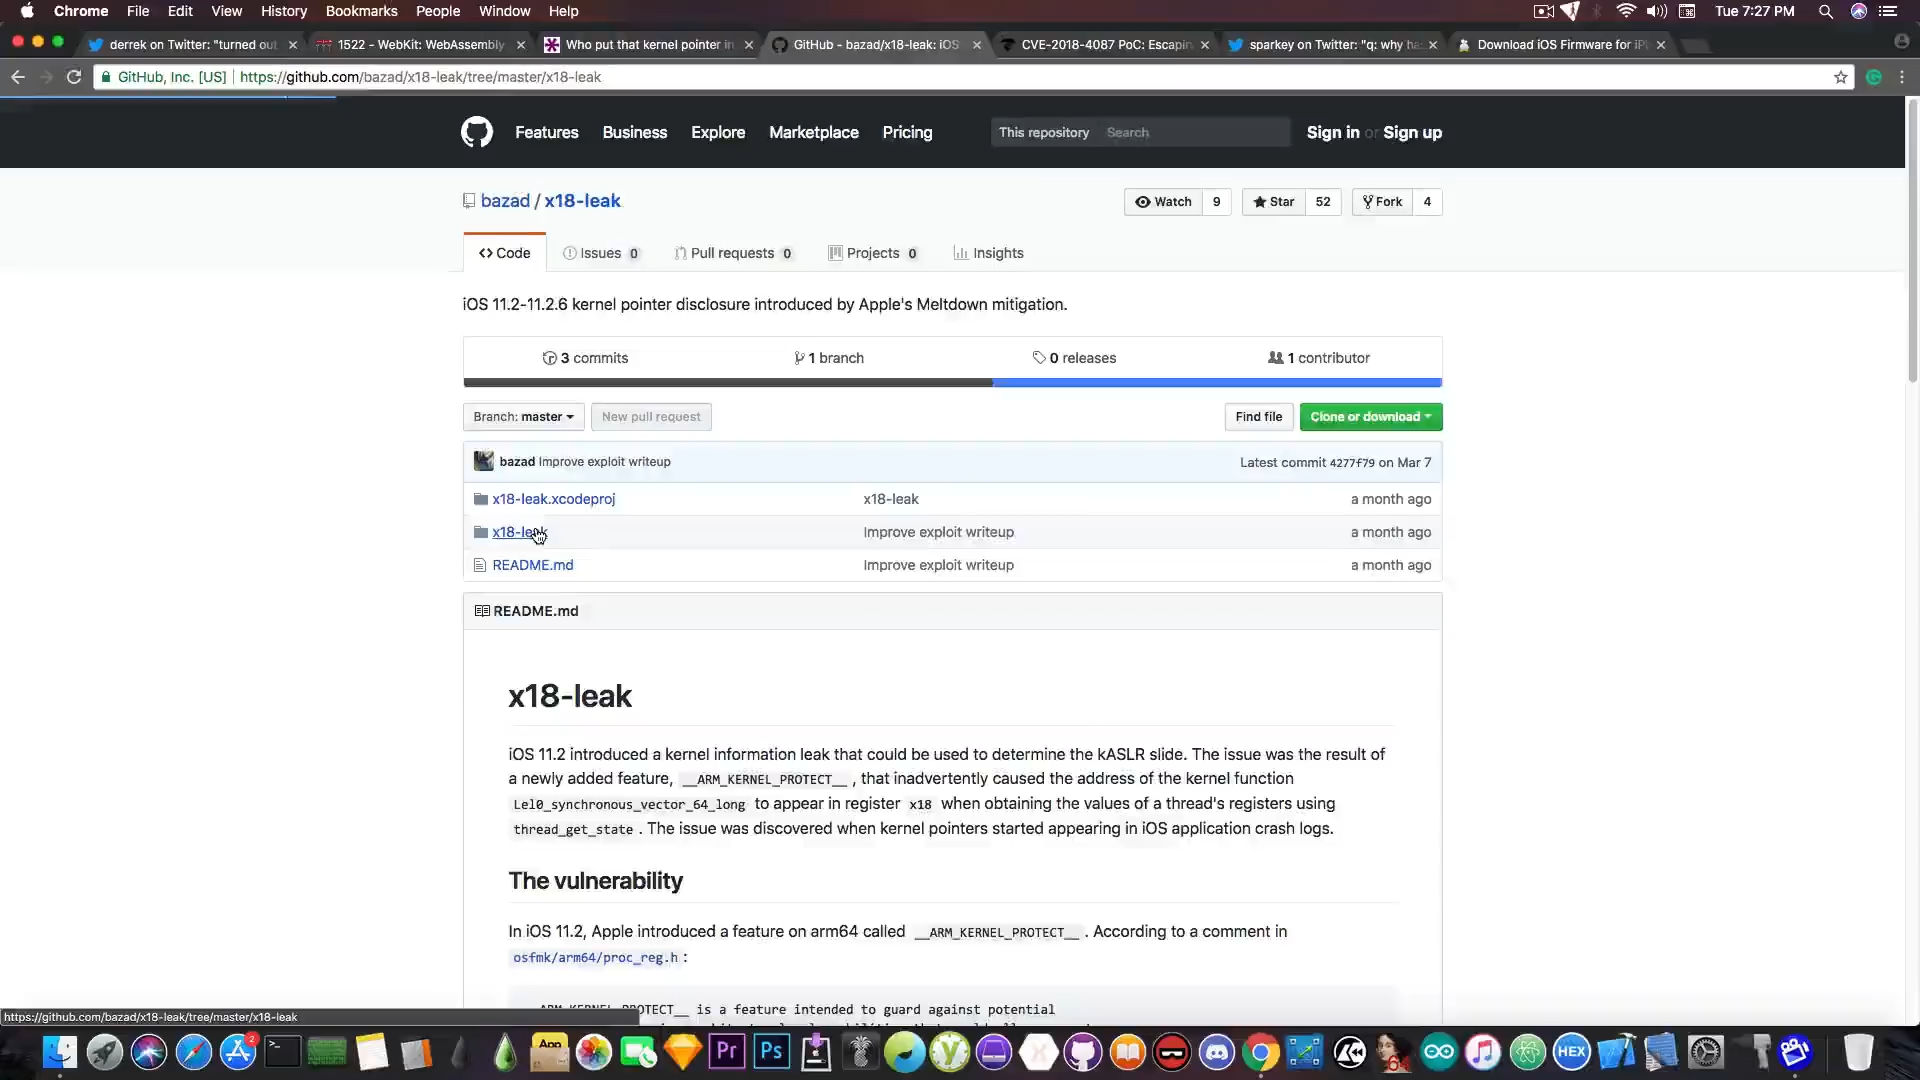 Chrome File Edit View History Bookmarks People Window Help Tue 7:27 PM
derrek on Twitter: "turned out 1522 - WebKit: WebAssembly Who put that kernel pointer in GitHub - bazad/x18-leak: iOS CVE-2018-4087 PoC: Escapin sparkey on Twitter: "q: why ha Download iOS Firmware for iP
GitHub, Inc. [US] https://github.com/bazad/x18-leak/tree/master/x18-leak
Features Business Explore Marketplace Pricing This repository Search Sign in or Sign up
bazad / x18-leak Watch 9 Star 52 Fork 4
Code Issues 0 Pull requests 0 Projects 0 Insights
iOS 11.2-11.2.6 kernel pointer disclosure introduced by Apple's Meltdown mitigation.
3 commits 1 branch 0 releases 1 contributor
Branch: master New pull request Find file Clone or download
bazad Improve exploit writeup Latest commit 4277f79 on Mar 7
x18-leak.xcodeproj x18-leak a month ago
x18-leak Improve exploit writeup a month ago
README.md Improve exploit writeup a month ago
README.md
x18-leak
iOS 11.2 introduced a kernel information leak that could be used to determine the kASLR slide. The issue was the result of
a newly added feature, __ARM_KERNEL_PROTECT__ , that inadvertently caused the address of the kernel function
Lel0_synchronous_vector_64_long to appear in register x18 when obtaining the values of a thread's registers using
thread_get_state . The issue was discovered when kernel pointers started appearing in iOS application crash logs.
The vulnerability
In iOS 11.2, Apple introduced a feature on arm64 called __ARM_KERNEL_PROTECT__ . According to a comment in
osfmk/arm64/proc_reg.h :
__ARM_KERNEL_PROTECT__ is a feature intended to guard against potential
https://github.com/bazad/x18-leak/tree/master/x18-leak
2 App Pr Ps HEX 64